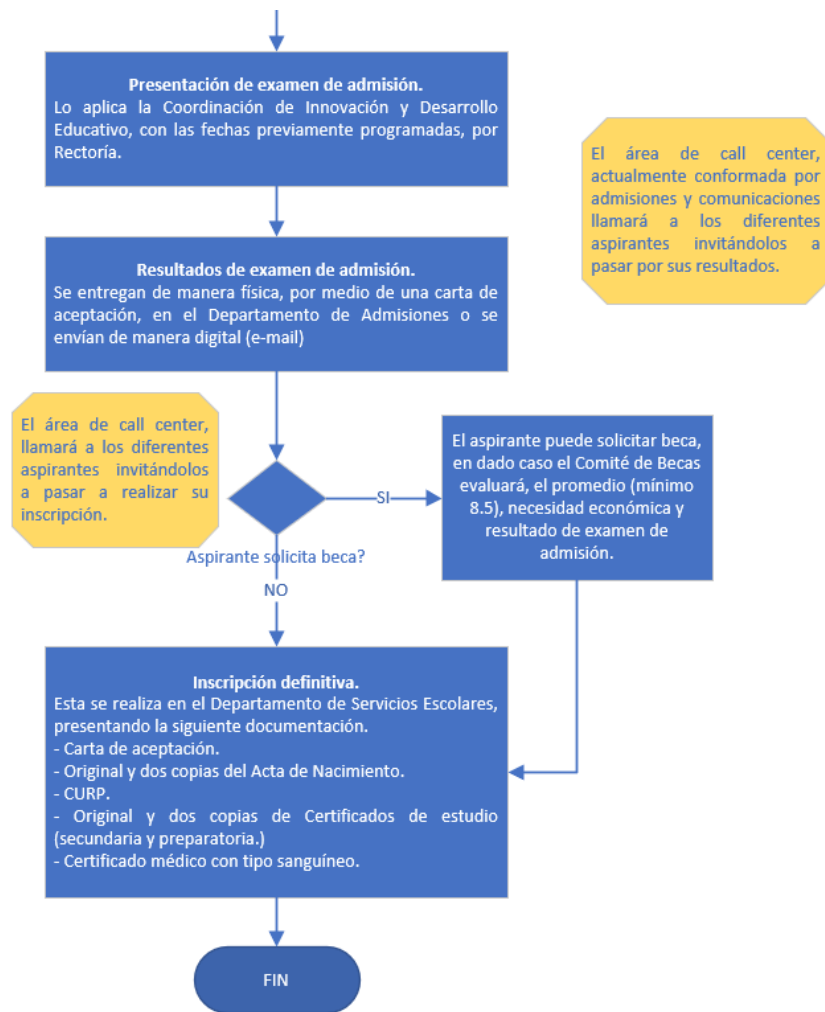 Presentación de examen de admisión.
Lo aplica la Coordinación de Innovación y Desarrollo
Educativo, con las fechas previamente programadas, por
Rectoría.
El área de call center,
actualmente conformada por
admisiones y comunicaciones
llamará a los diferentes
aspirantes invitándolos a
pasar por sus resultados.
Resultados de examen de admisión.
Se entregan de manera física, por medio de una carta de
aceptación, en el Departamento de Admisiones o se
envían de manera digital (e-mail)
El área de call center,
llamará a los diferentes
aspirantes invitándolos
a pasar a realizar su
inscripción.
Aspirante solicita beca?
SI
El aspirante puede solicitar beca,
en dado caso el Comité de Becas
evaluará, el promedio (mínimo
8.5), necesidad económica y
resultado de examen de
admisión.
NO
Inscripción definitiva.
Esta se realiza en el Departamento de Servicios Escolares,
presentando la siguiente documentación.
- Carta de aceptación.
- Original y dos copias del Acta de Nacimiento.
- CURP.
- Original y dos copias de Certificados de estudio
(secundaria y preparatoria.)
- Certificado médico con tipo sanguíneo.
FIN